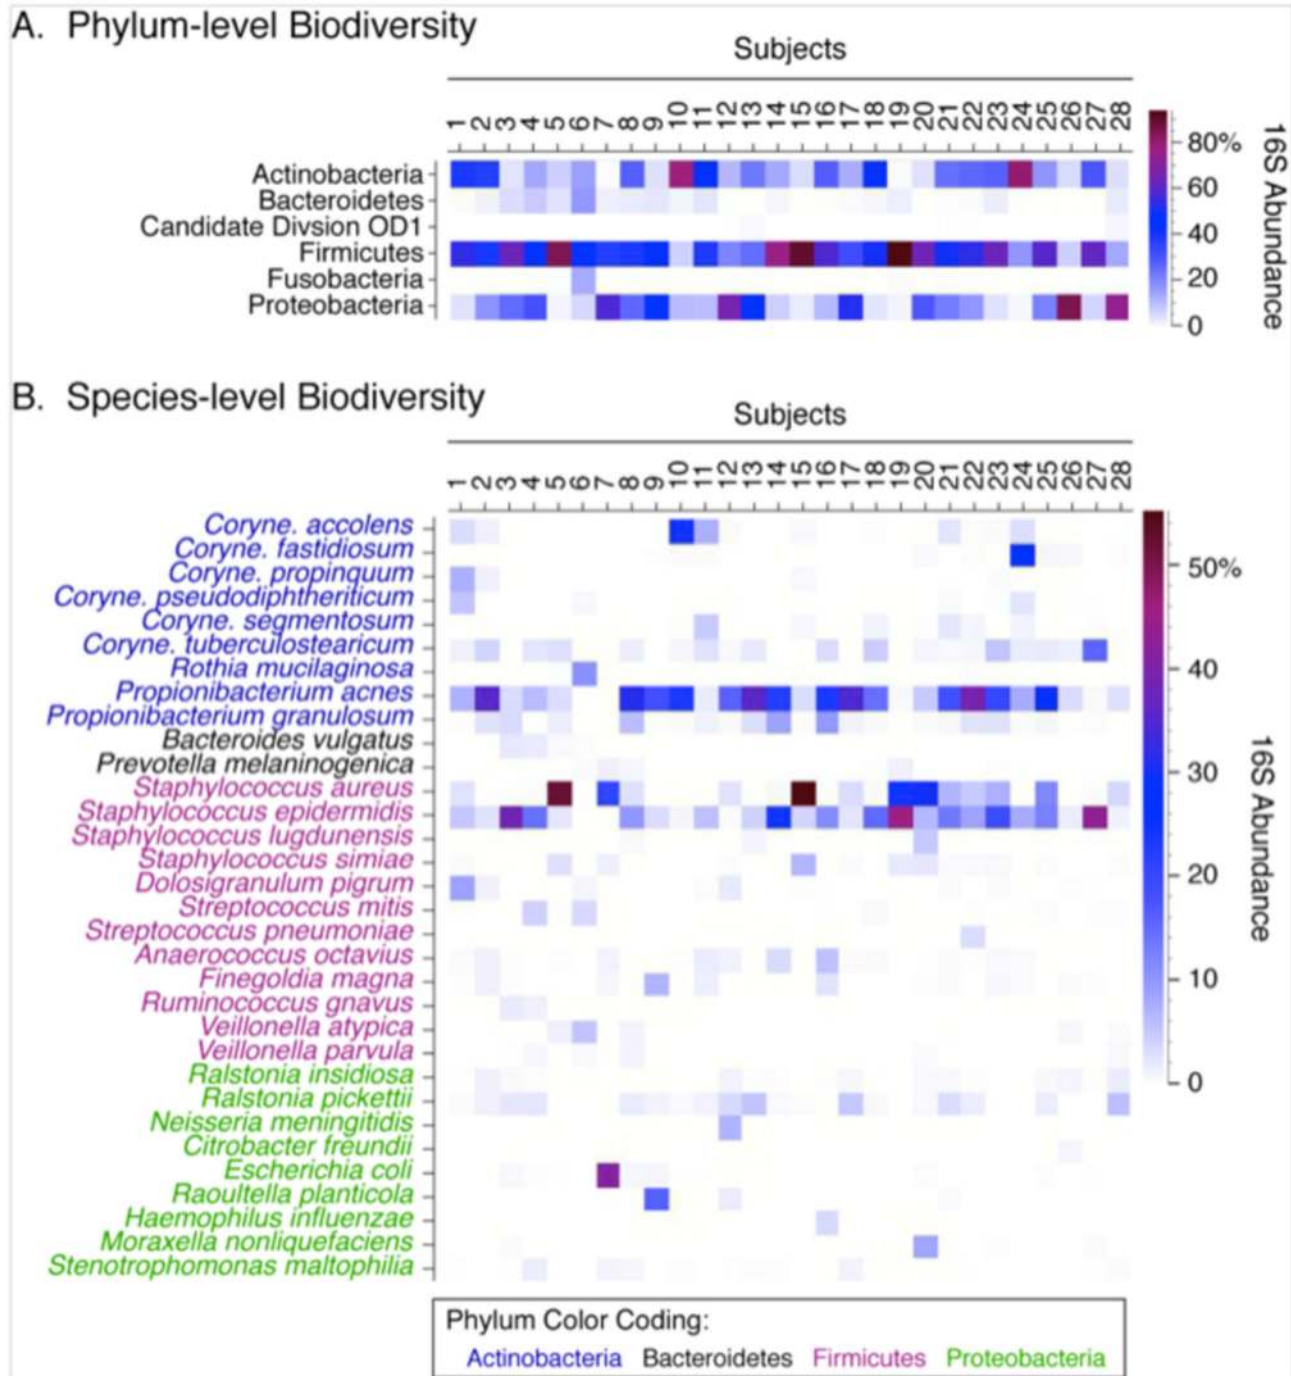 A. Phylum-level Biodiversity
Subjects
1 2 3 4 5 6 7 8 9 10 11 12 13 14 15 16 17 18 19 20 21 22 23 24 25 26 27 28
Actinobacteria
Bacteroidetes
Candidate Divsion OD1
Firmicutes
Fusobacteria
Proteobacteria
80%
60
40
20
0
16S Abundance
B. Species-level Biodiversity
Subjects
1 2 3 4 5 6 7 8 9 10 11 12 13 14 15 16 17 18 19 20 21 22 23 24 25 26 27 28
Coryne. accolens
Coryne. fastidiosum
Coryne. propinquum
Coryne. pseudodiphtheriticum
Coryne. segmentosum
Coryne. tuberculostearicum
Rothia mucilaginosa
Propionibacterium acnes
Propionibacterium granulosum
Bacteroides vulgatus
Prevotella melaninogenica
Staphylococcus aureus
Staphylococcus epidermidis
Staphylococcus lugdunensis
Staphylococcus simiae
Dolosigranulum pigrum
Streptococcus mitis
Streptococcus pneumoniae
Anaerococcus octavius
Finegoldia magna
Ruminococcus gnavus
Veillonella atypica
Veillonella parvula
Ralstonia insidiosa
Ralstonia pickettii
Neisseria meningitidis
Citrobacter freundii
Escherichia coli
Raoultella planticola
Haemophilus influenzae
Moraxella nonliquefaciens
Stenotrophomonas maltophilia
50%
40
30
20
10
0
16S Abundance
Phylum Color Coding:
Actinobacteria Bacteroidetes Firmicutes Proteobacteria